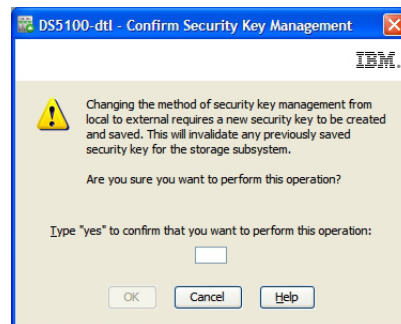 DS5100-dtl - Confirm Security Key Management
IBM.
Changing the method of security key management from
local to external requires a new security key to be created
and saved. This will invalidate any previously saved
security key for the storage subsystem.
Are you sure you want to perform this operation?
Type "yes" to confirm that you want to perform this operation:
OK Cancel Help